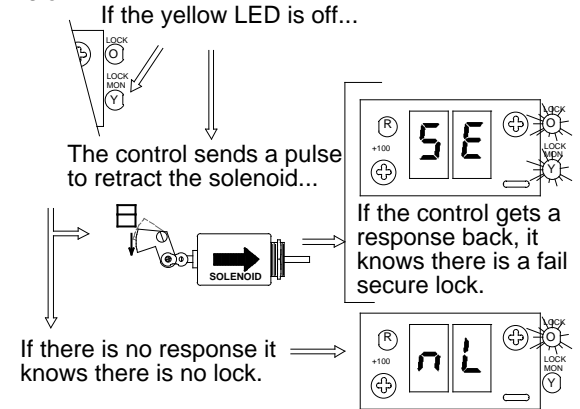 If the yellow LED is off...
LOCK
O
LOCK
MON
Y
The control sends a pulse
to retract the solenoid...
SOLENOID
R
+100
SE
LOCK
O
LOCK
MON
Y
If the control gets a
response back, it
knows there is a fail
secure lock.
If there is no response it
knows there is no lock.
R
+100
nL
LOCK
O
LOCK
MON
Y